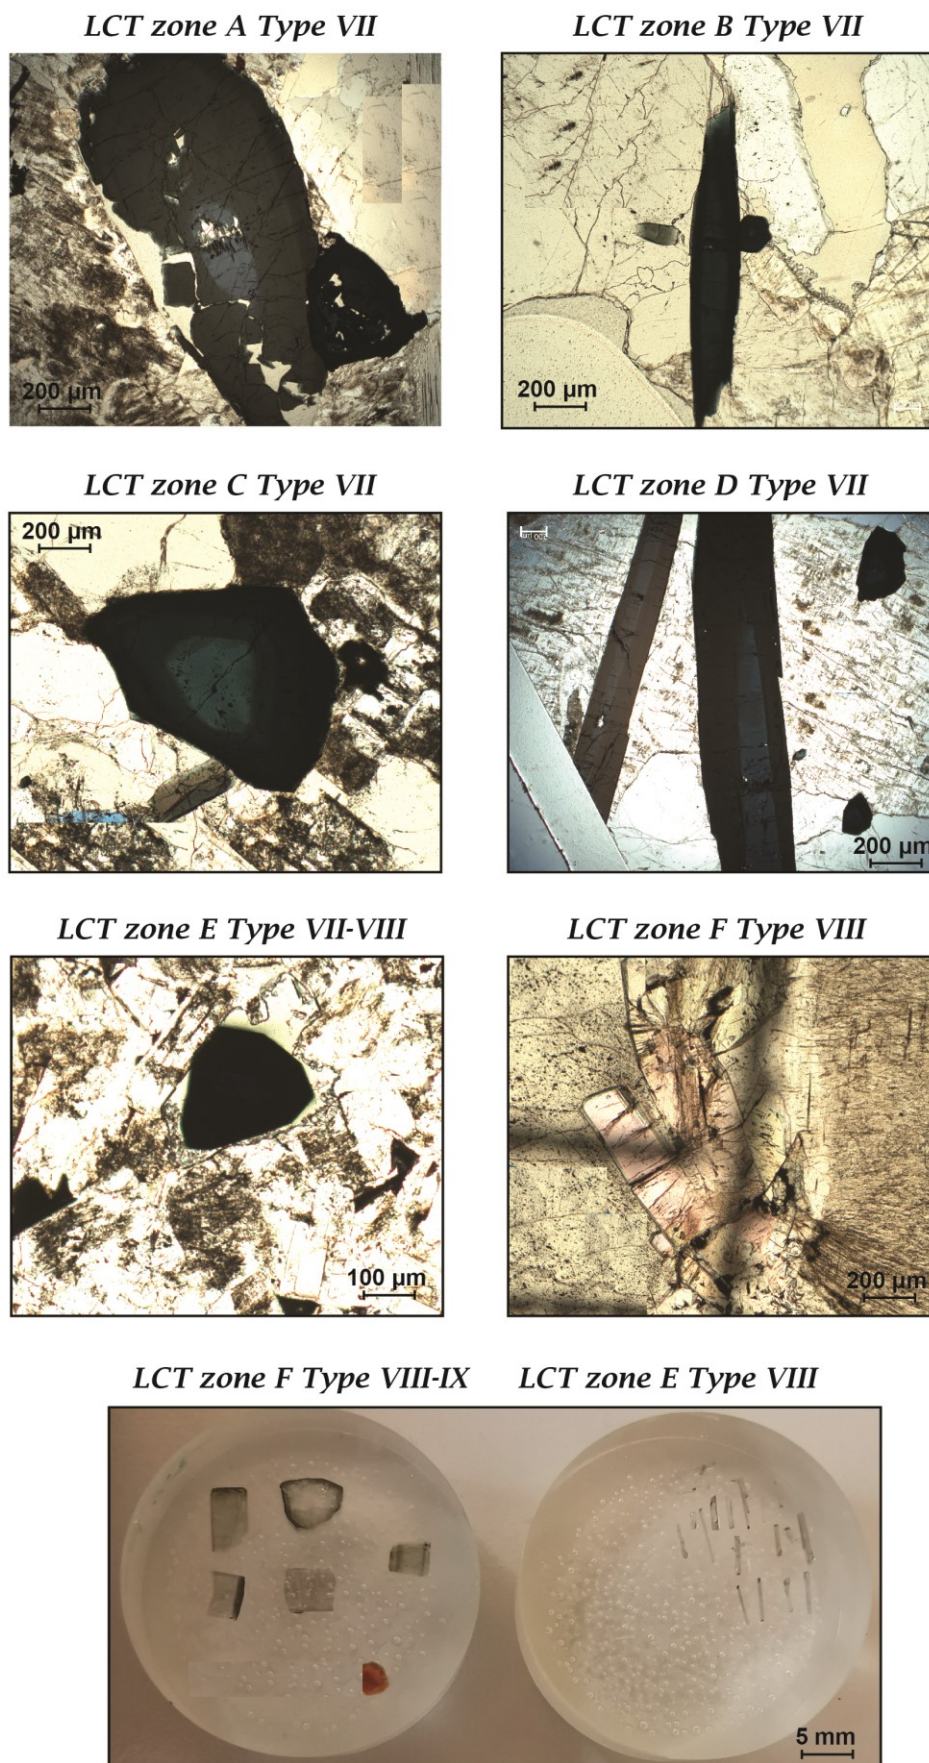 LCT zone A Type VII
LCT zone B Type VII
200 µm
200 µm
LCT zone C Type VII
LCT zone D Type VII
200 µm
200 µm
200 µm
LCT zone E Type VII-VIII
LCT zone F Type VIII
100 µm
200 µm
LCT zone F Type VIII-IX
LCT zone E Type VIII
5 mm